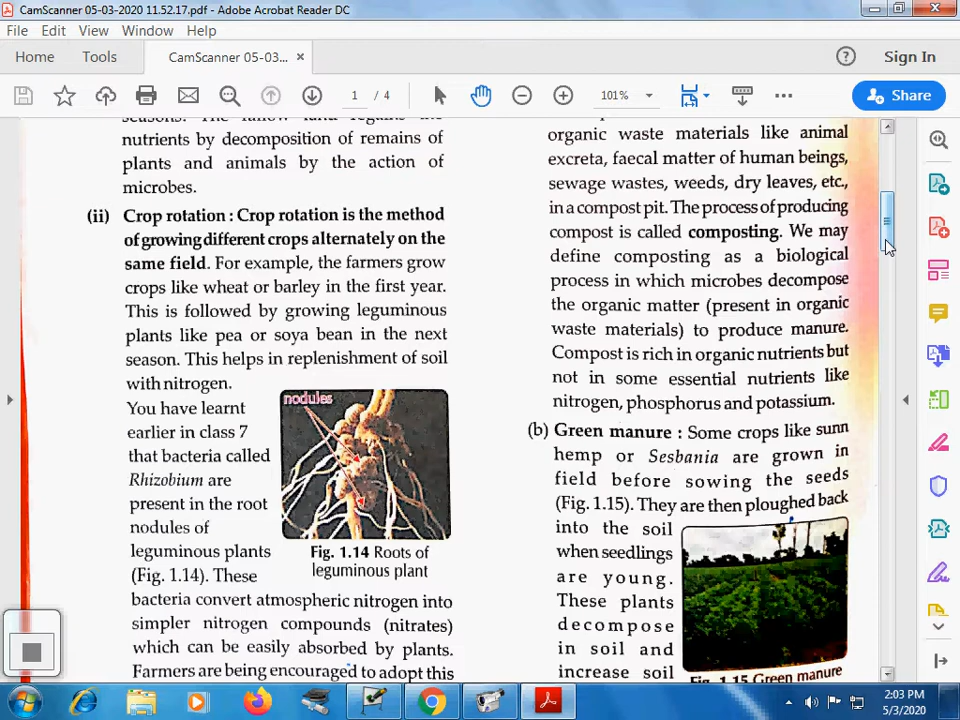 CamScanner 05-03-2020 11.52.17.pdf - Adobe Acrobat Reader DC
File Edit View Window Help
Home Tools CamScanner 05-03... × Sign In
1 / 4 101% Share
nutrients by decomposition of remains of
plants and animals by the action of
microbes.
(ii) Crop rotation : Crop rotation is the method
of growing different crops alternately on the
same field. For example, the farmers grow
crops like wheat or barley in the first year.
This is followed by growing leguminous
plants like pea or soya bean in the next
season. This helps in replenishment of soil
with nitrogen.
You have learnt
earlier in class 7
that bacteria called
Rhizobium are
present in the root
nodules of
leguminous plants
(Fig. 1.14). These
nodules
Fig. 1.14 Roots of
leguminous plant
bacteria convert atmospheric nitrogen into
simpler nitrogen compounds (nitrates)
which can be easily absorbed by plants.
Farmers are being encouraged to adopt this
organic waste materials like animal
excreta, faecal matter of human beings,
sewage wastes, weeds, dry leaves, etc.,
in a compost pit. The process of producing
compost is called composting. We may
define composting as a biological
process in which microbes decompose
the organic matter (present in organic
waste materials) to produce manure.
Compost is rich in organic nutrients but
not in some essential nutrients like
nitrogen, phosphorus and potassium.
(b) Green manure : Some crops like sunn
hemp or Sesbania are grown in
field before sowing the seeds
(Fig. 1.15). They are then ploughed back
into the soil
when seedlings
are young.
These plants
decompose
in soil and
increase soil
Fig. 1.15 Green manure
2:03 PM
5/3/2020